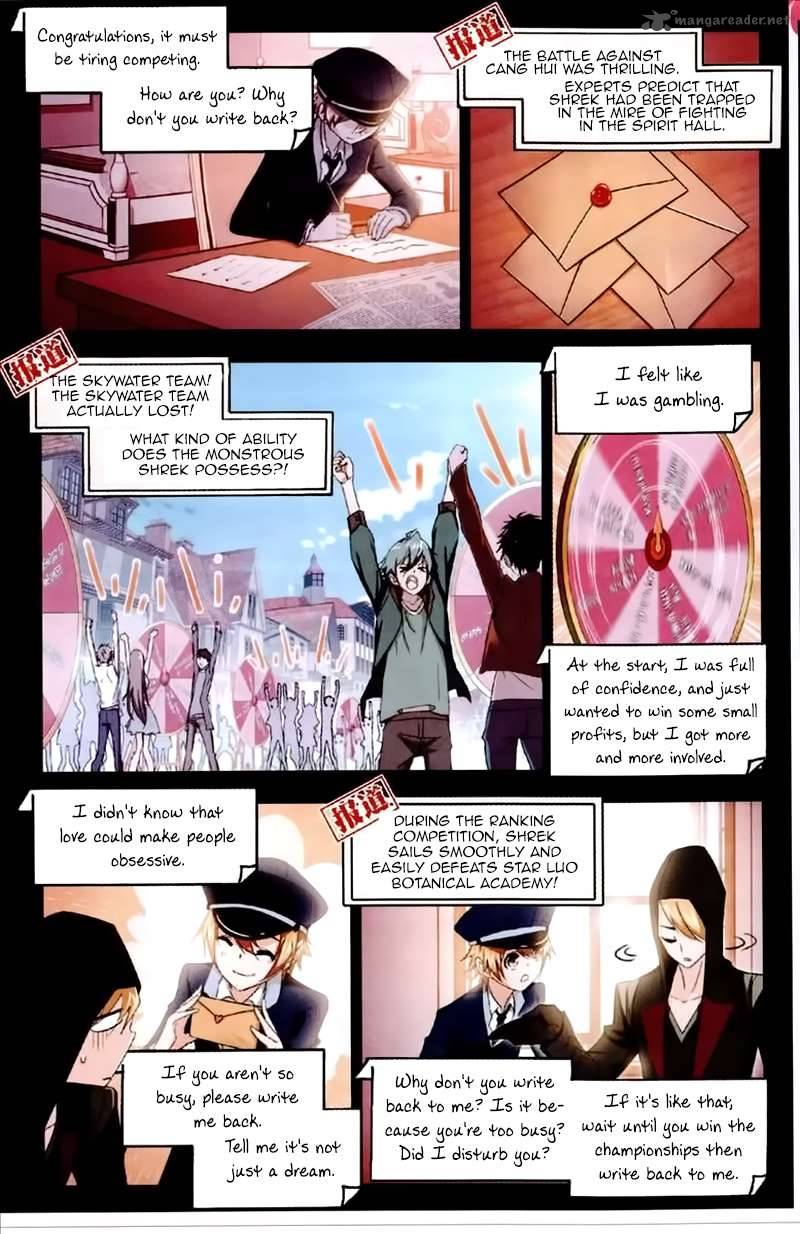 mangareader.net
Congratulations, it must
be tiring competing.
How are you? Why
don't you write back?
报道
THE BATTLE AGAINST
CANG HUI WAS THRILLING.
EXPERTS PREDICT THAT
SHREK HAD BEEN TRAPPED
IN THE MIRE OF FIGHTING
IN THE SPIRIT HALL.
报道
THE SKYWATER TEAM!
THE SKYWATER TEAM
ACTUALLY LOST!
WHAT KIND OF ABILITY
DOES THE MONSTROUS
SHREK POSSESS?!
I felt like
I was gambling.
At the start, I was full
of confidence, and just
wanted to win some small
profits, but I got more
and more involved.
I didn't know that
love could make people
obsessive.
报道
DURING THE RANKING
COMPETITION, SHREK
SAILS SMOOTHLY AND
EASILY DEFEATS STAR LUO
BOTANICAL ACADEMY!
If you aren't so
busy, please write
me back.
Tell me it's not
just a dream.
Why don't you write
back to me? Is it be-
cause you're too busy?
Did I disturb you?
If it's like that,
wait until you win the
championships then
write back to me.